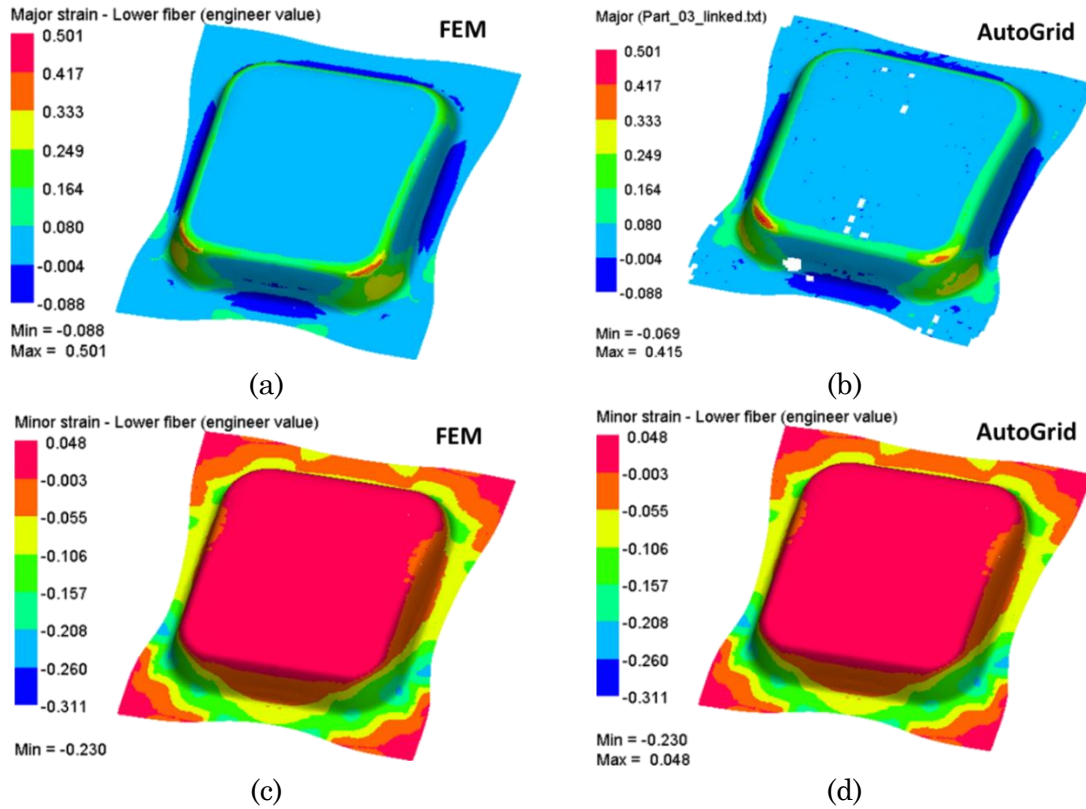 Major strain - Lower fiber (engineer value)
FEM
0.501
0.417
0.333
0.249
0.164
0.080
-0.004
-0.088
Min = -0.088
Max = 0.501
(a)
Major (Part_03_linked.txt)
AutoGrid
0.501
0.417
0.333
0.249
0.164
0.080
-0.004
-0.088
Min = -0.069
Max = 0.415
(b)
Minor strain - Lower fiber (engineer value)
FEM
0.048
-0.003
-0.055
-0.106
-0.157
-0.208
-0.260
-0.311
Min = -0.230
(c)
Minor strain - Lower fiber (engineer value)
AutoGrid
0.048
-0.003
-0.055
-0.106
-0.157
-0.208
-0.260
-0.311
Min = -0.230
Max = 0.048
(d)